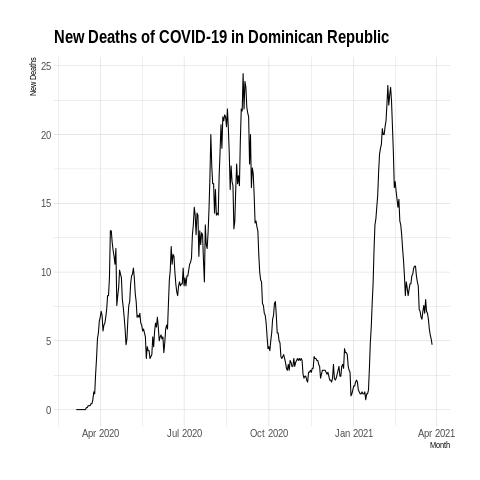 New Deaths of COVID-19 in Dominican Republic
New Deaths
25
20
15
10
5
0
Apr 2020 Jul 2020 Oct 2020 Jan 2021 Apr 2021
Month